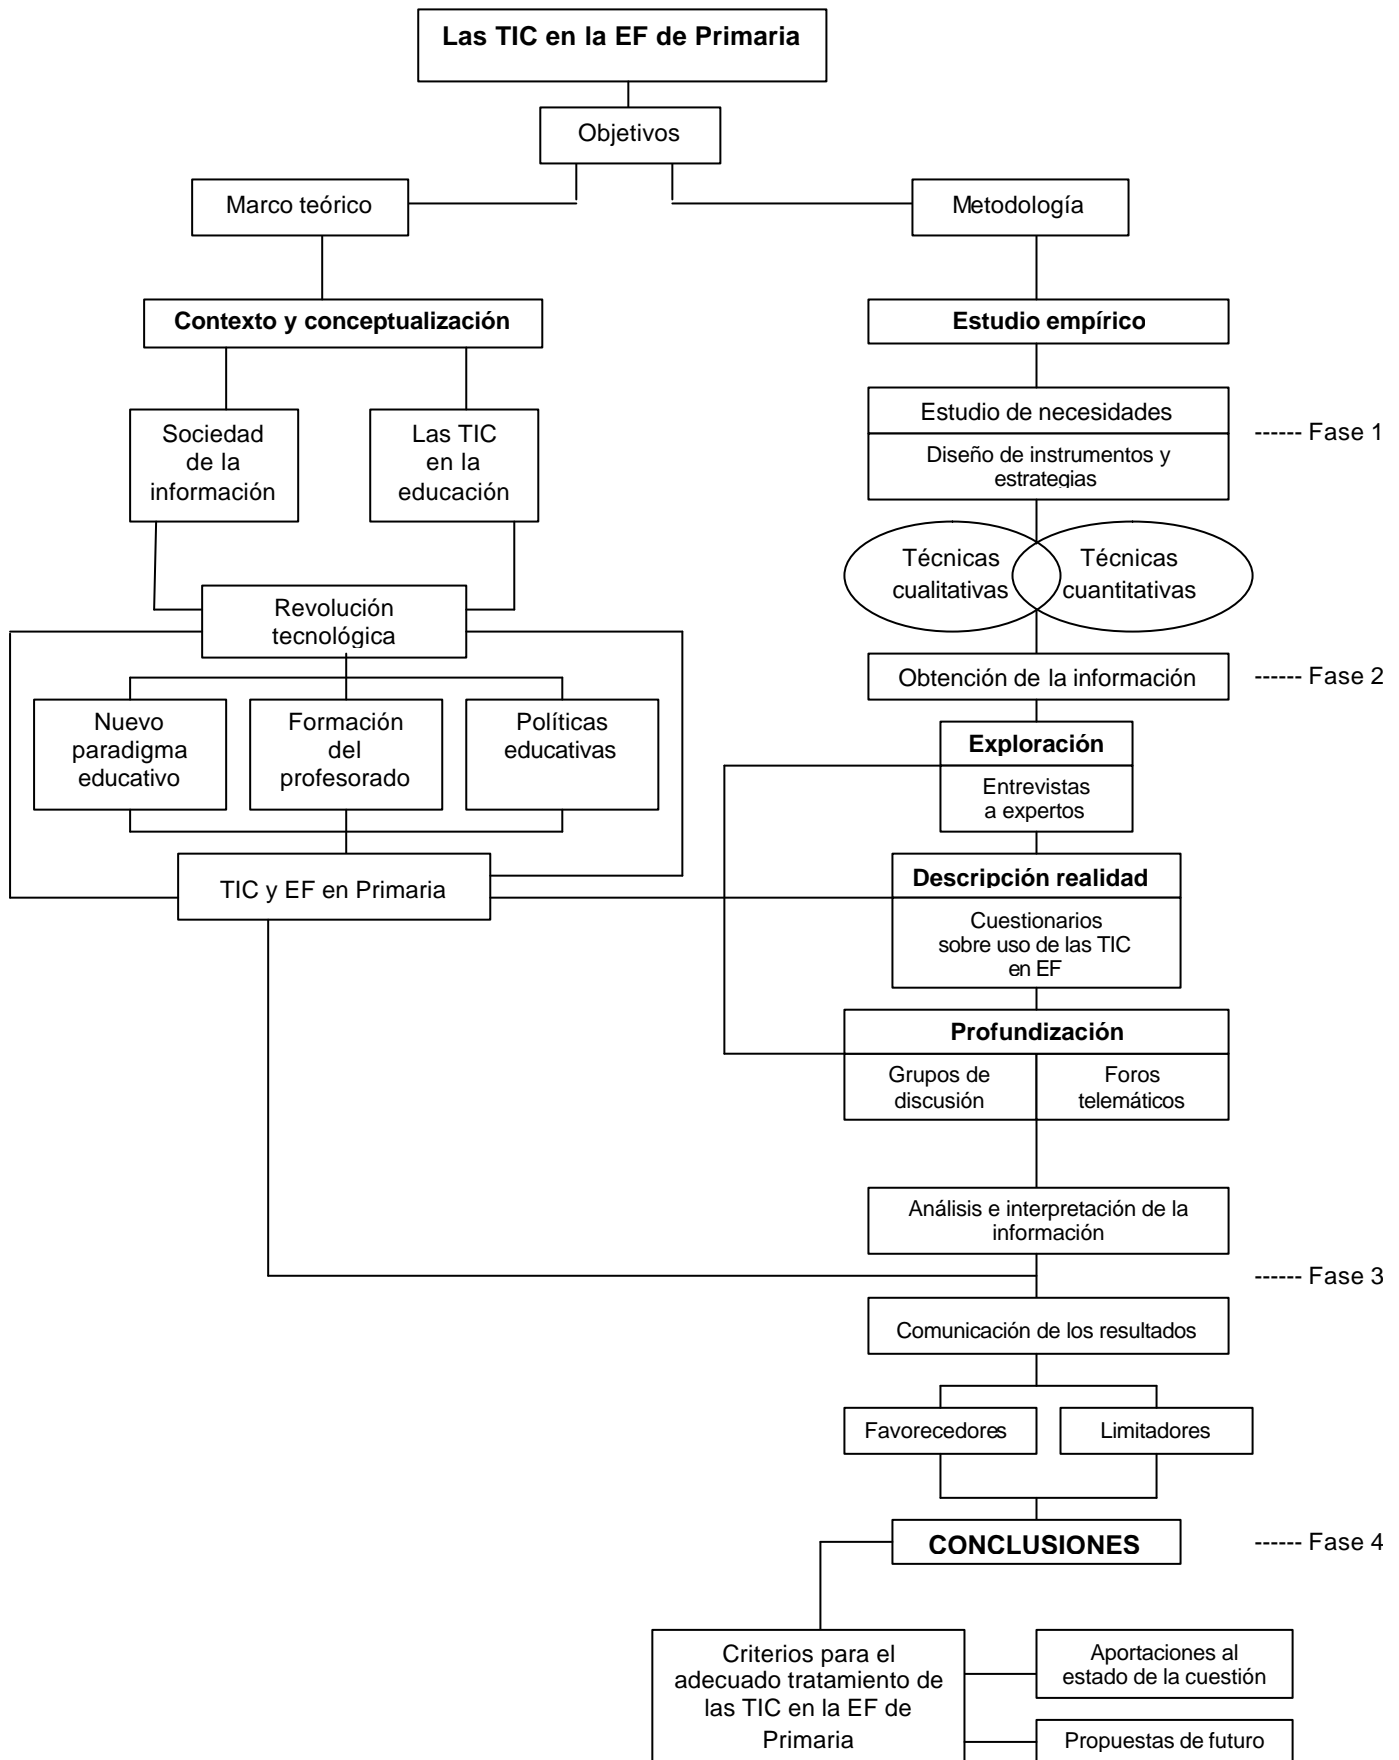 Las TIC en la EF de Primaria
Objetivos
Marco teórico
Metodología
Contexto y conceptualización
Estudio empírico
Sociedad
de la
información
Las TIC
en la
educación
Estudio de necesidades
Diseño de instrumentos y
estrategias
------ Fase 1
Técnicas
cualitativas
Técnicas
cuantitativas
Revolución
tecnológica
Obtención de la información
------ Fase 2
Nuevo
paradigma
educativo
Formación
del
profesorado
Políticas
educativas
Exploración
Entrevistas
a expertos
TIC y EF en Primaria
Descripción realidad
Cuestionarios
sobre uso de las TIC
en EF
Profundización
Grupos de
discusión
Foros
telemáticos
Análisis e interpretación de la
información
------ Fase 3
Comunicación de los resultados
Favorecedores
Limitadores
CONCLUSIONES
------ Fase 4
Criterios para el
adecuado tratamiento de
las TIC en la EF de
Primaria
Aportaciones al
estado de la cuestión
Propuestas de futuro